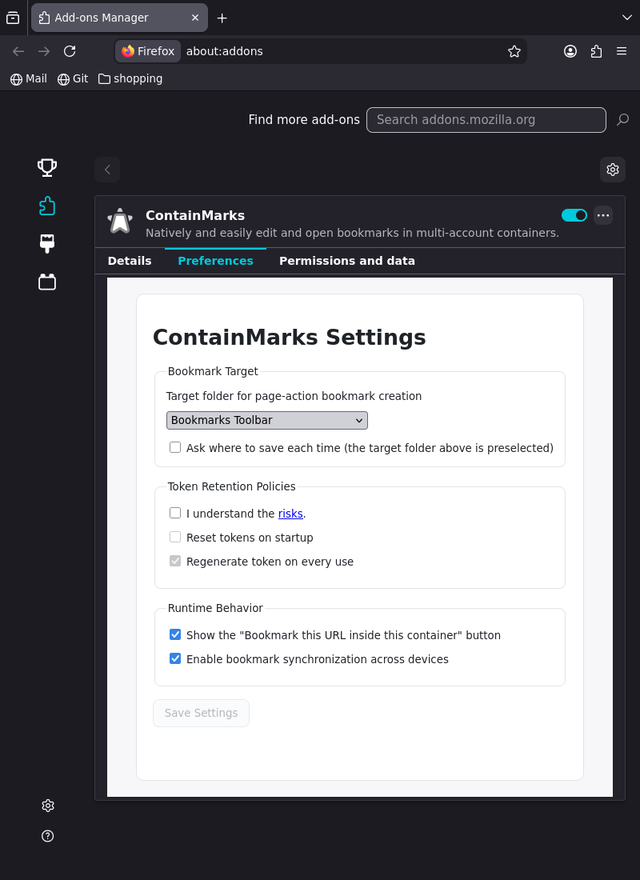 Add-ons Manager
Firefox about:addons
Mail Git shopping
Find more add-ons Search addons.mozilla.org
ContainMarks
Natively and easily edit and open bookmarks in multi-account containers.
Details Preferences Permissions and data
ContainMarks Settings
Bookmark Target
Target folder for page-action bookmark creation
Bookmarks Toolbar
Ask where to save each time (the target folder above is preselected)
Token Retention Policies
I understand the risks.
Reset tokens on startup
Regenerate token on every use
Runtime Behavior
Show the "Bookmark this URL inside this container" button
Enable bookmark synchronization across devices
Save Settings